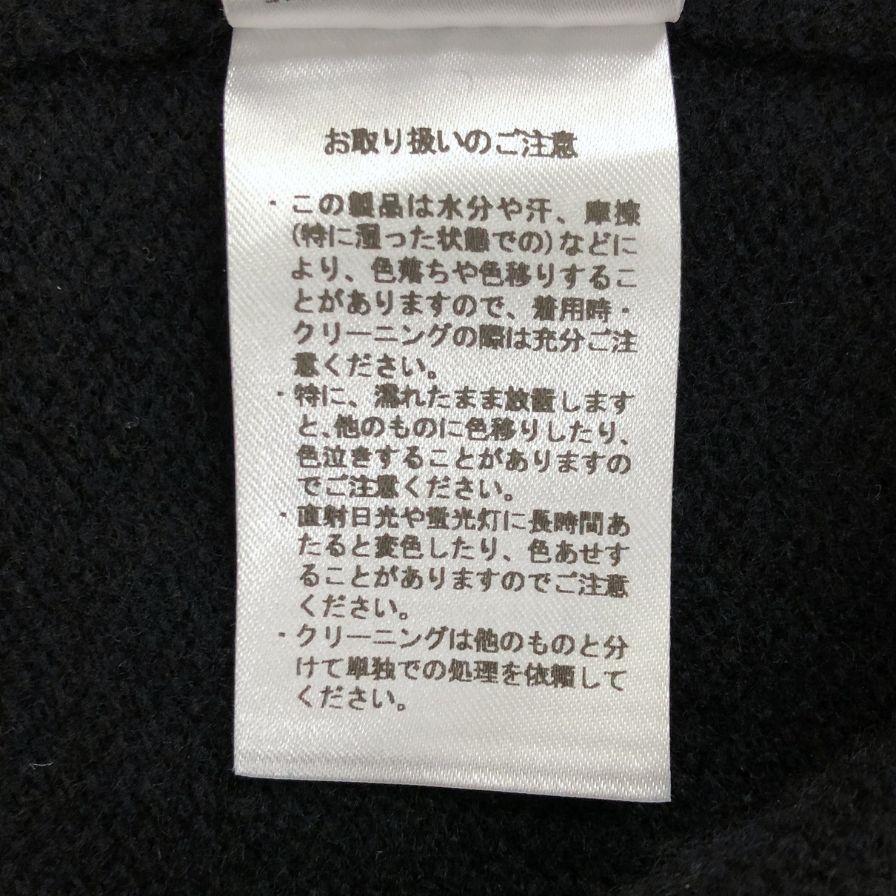 お取り扱いのご注意
・この製品は水分や汗、摩擦
(特に湿った状態での)などに
より、色落ちや色移りするこ
とがありますので、着用時・
クリーニングの際は充分ご注
意ください。
・特に、濡れたまま放置します
と、他のものに色移りしたり、
色泣きすることがありますの
でご注意ください。
・直射日光や蛍光灯に長時間あ
たると変色したり、色あせす
ることがありますのでご注意
ください。
・クリーニングは他のものと分
けて単独での処理を依頼して
ください。